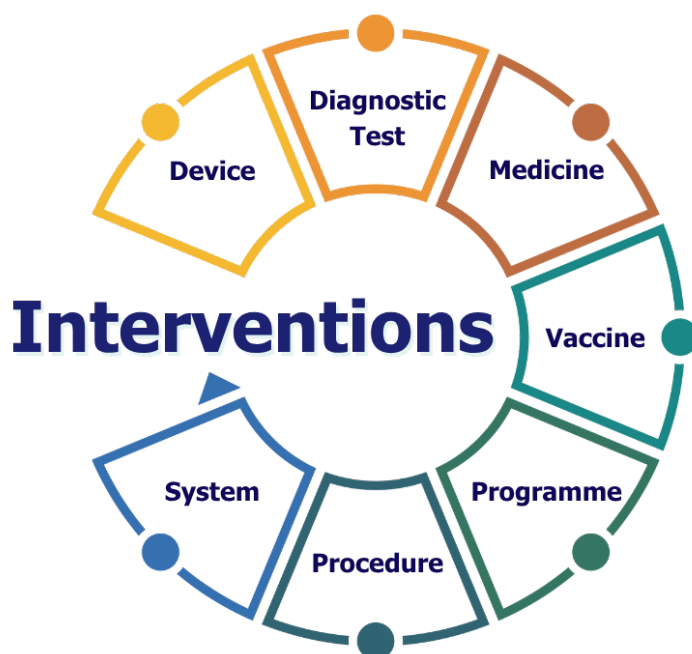 Diagnostic
Test
Device
Medicine
Interventions
Vaccine
System
Programme
Procedure